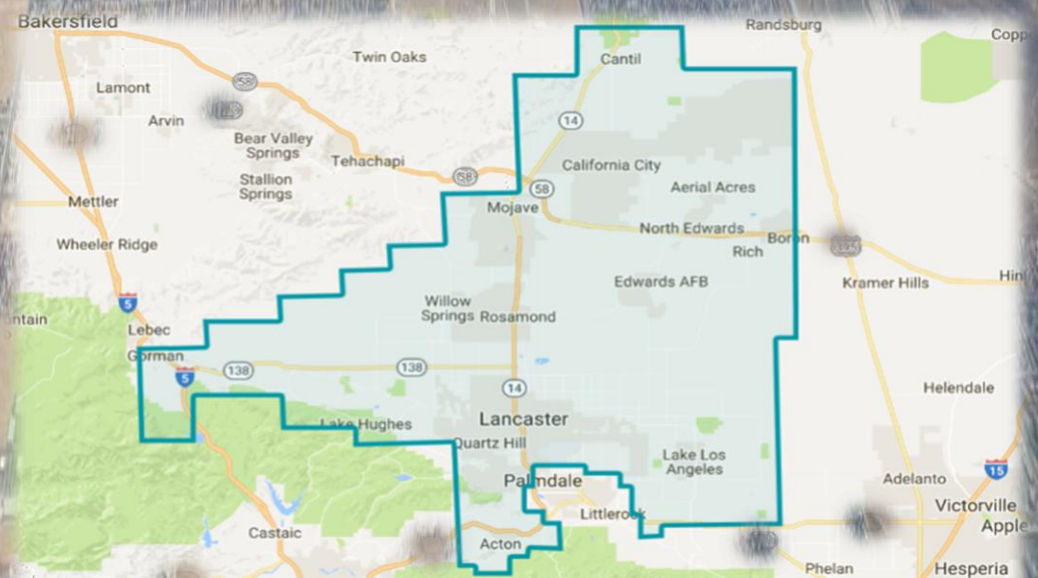 Bakersfield
Randsburg
Twin Oaks
Cantil
Lamont
58
Arvin
14
Bear Valley
Springs
Tehachapi
58
California City
Stallion
Springs
58
Aerial Acres
Mettler
Mojave
North Edwards
Boron
Wheeler Ridge
Rich
Edwards AFB
Kramer Hills
5
Willow
Springs
Rosamond
Lebec
Gorman
5
138
138
14
Helendale
Lake Hughes
Lancaster
Quartz Hill
Lake Los
Angeles
15
Palmdale
Adelanto
Littlerock
Victorville
Castaic
Apple
Acton
Phelan
Hesperia